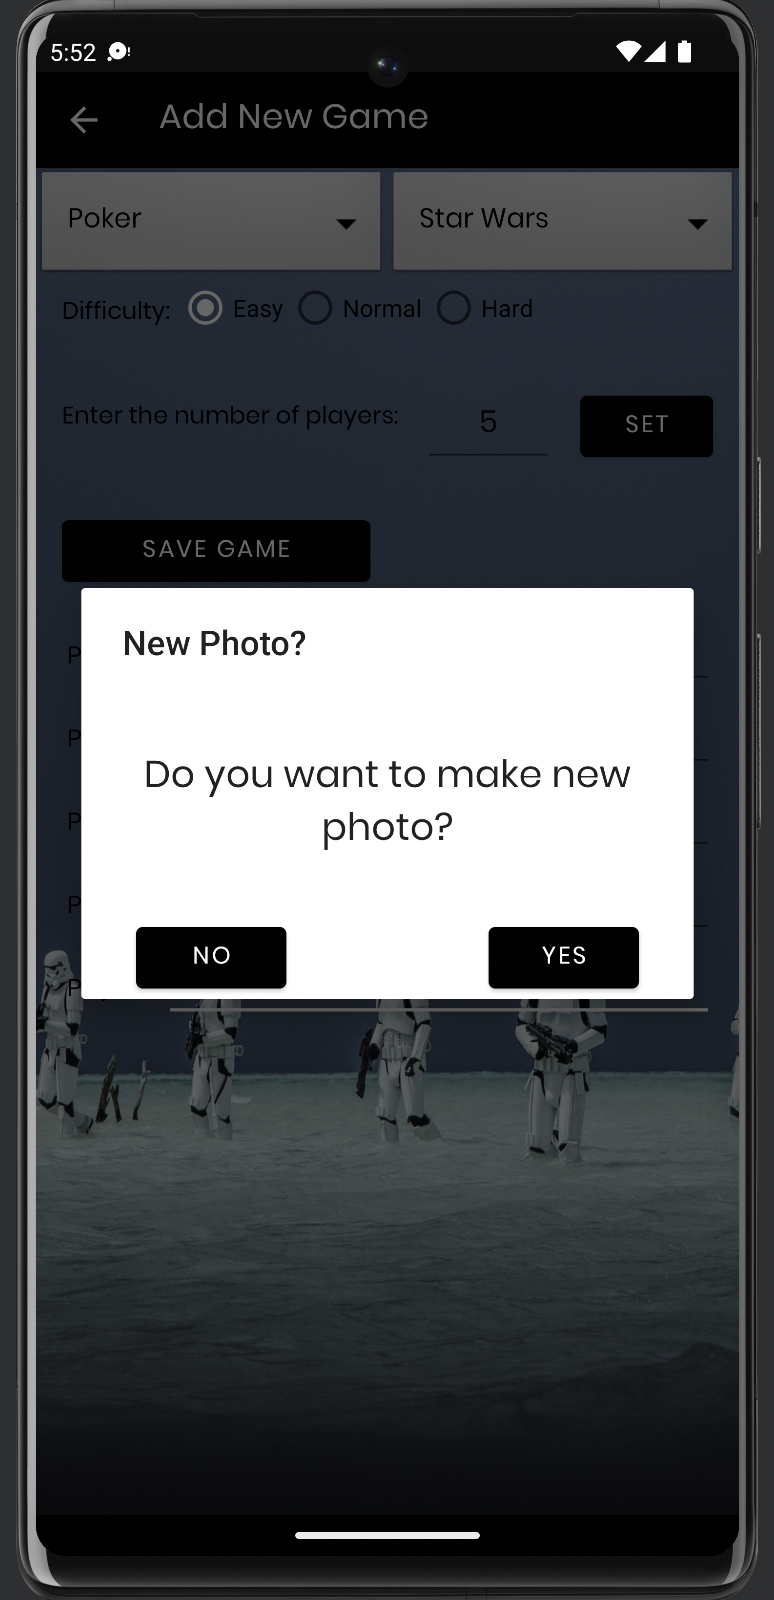 5:52
Add New Game
Poker
Star Wars
Difficulty: Easy Normal Hard
Enter the number of players: 5 SET
SAVE GAME
New Photo?
Do you want to make new
photo?
NO YES